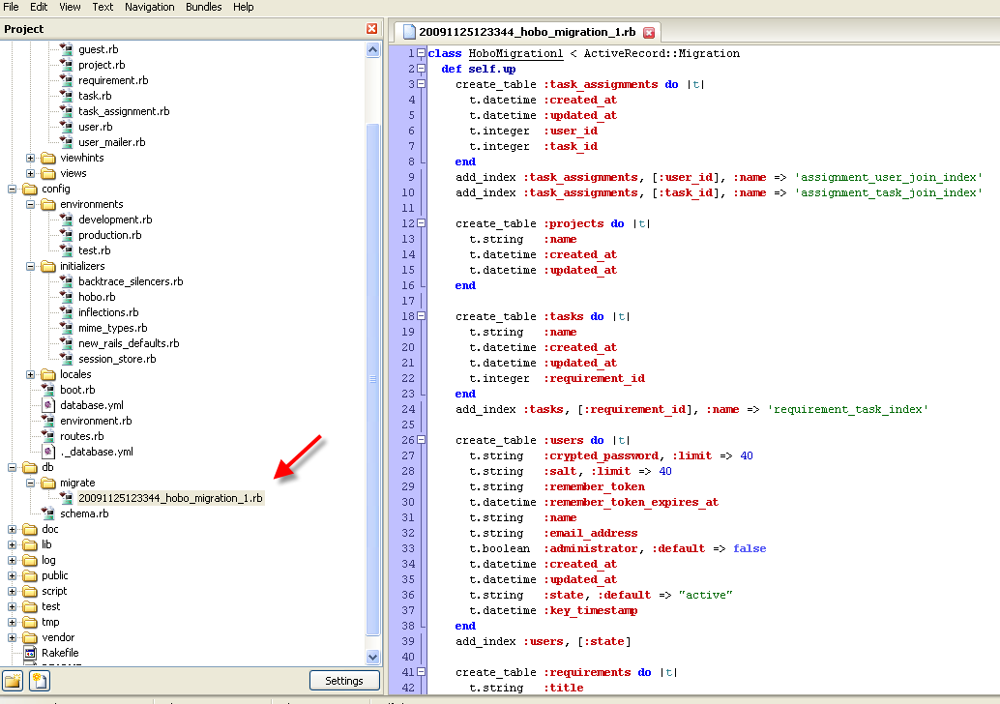 File Edit View Text Navigation Bundles Help
Project
guest.rb
project.rb
requirement.rb
task.rb
task_assignment.rb
user.rb
user_mailer.rb
viewhints
views
config
environments
development.rb
production.rb
test.rb
initializers
backtrace_silencers.rb
hobo.rb
inflections.rb
mime_types.rb
new_rails_defaults.rb
session_store.rb
locales
boot.rb
database.yml
environment.rb
routes.rb
._database.yml
db
migrate
20091125123344_hobo_migration_1.rb
schema.rb
doc
lib
log
public
script
test
tmp
vendor
Rakefile
Settings
20091125123344_hobo_migration_1.rb
1 class HoboMigration1 < ActiveRecord::Migration
2 def self.up
3 create_table :task_assignments do |t|
4 t.datetime :created_at
5 t.datetime :updated_at
6 t.integer :user_id
7 t.integer :task_id
8 end
9 add_index :task_assignments, [:user_id], :name => 'assignment_user_join_index'
10 add_index :task_assignments, [:task_id], :name => 'assignment_task_join_index'
11
12 create_table :projects do |t|
13 t.string :name
14 t.datetime :created_at
15 t.datetime :updated_at
16 end
17
18 create_table :tasks do |t|
19 t.string :name
20 t.datetime :created_at
21 t.datetime :updated_at
22 t.integer :requirement_id
23 end
24 add_index :tasks, [:requirement_id], :name => 'requirement_task_index'
25
26 create_table :users do |t|
27 t.string :crypted_password, :limit => 40
28 t.string :salt, :limit => 40
29 t.string :remember_token
30 t.datetime :remember_token_expires_at
31 t.string :name
32 t.string :email_address
33 t.boolean :administrator, :default => false
34 t.datetime :created_at
35 t.datetime :updated_at
36 t.string :state, :default => "active"
37 t.datetime :key_timestamp
38 end
39 add_index :users, [:state]
40
41 create_table :requirements do |t|
42 t.string :title